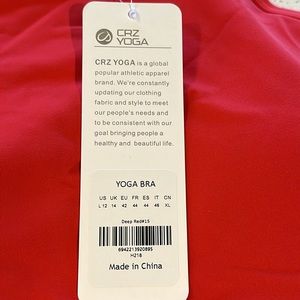 CRZ
YOGA
CRZ YOGA is a global
popular athletic apparel
brand. We're constantly
updating our clothing
fabric and style to meet
our people's needs and
to be consistent with our
goal bringing people a
healthy and beautiful life.
YOGA BRA
US UK EU FR ES IT CN
L12 14 42 44 44 48 XL
Deep Red#15
6942213920895
H218
Made in China